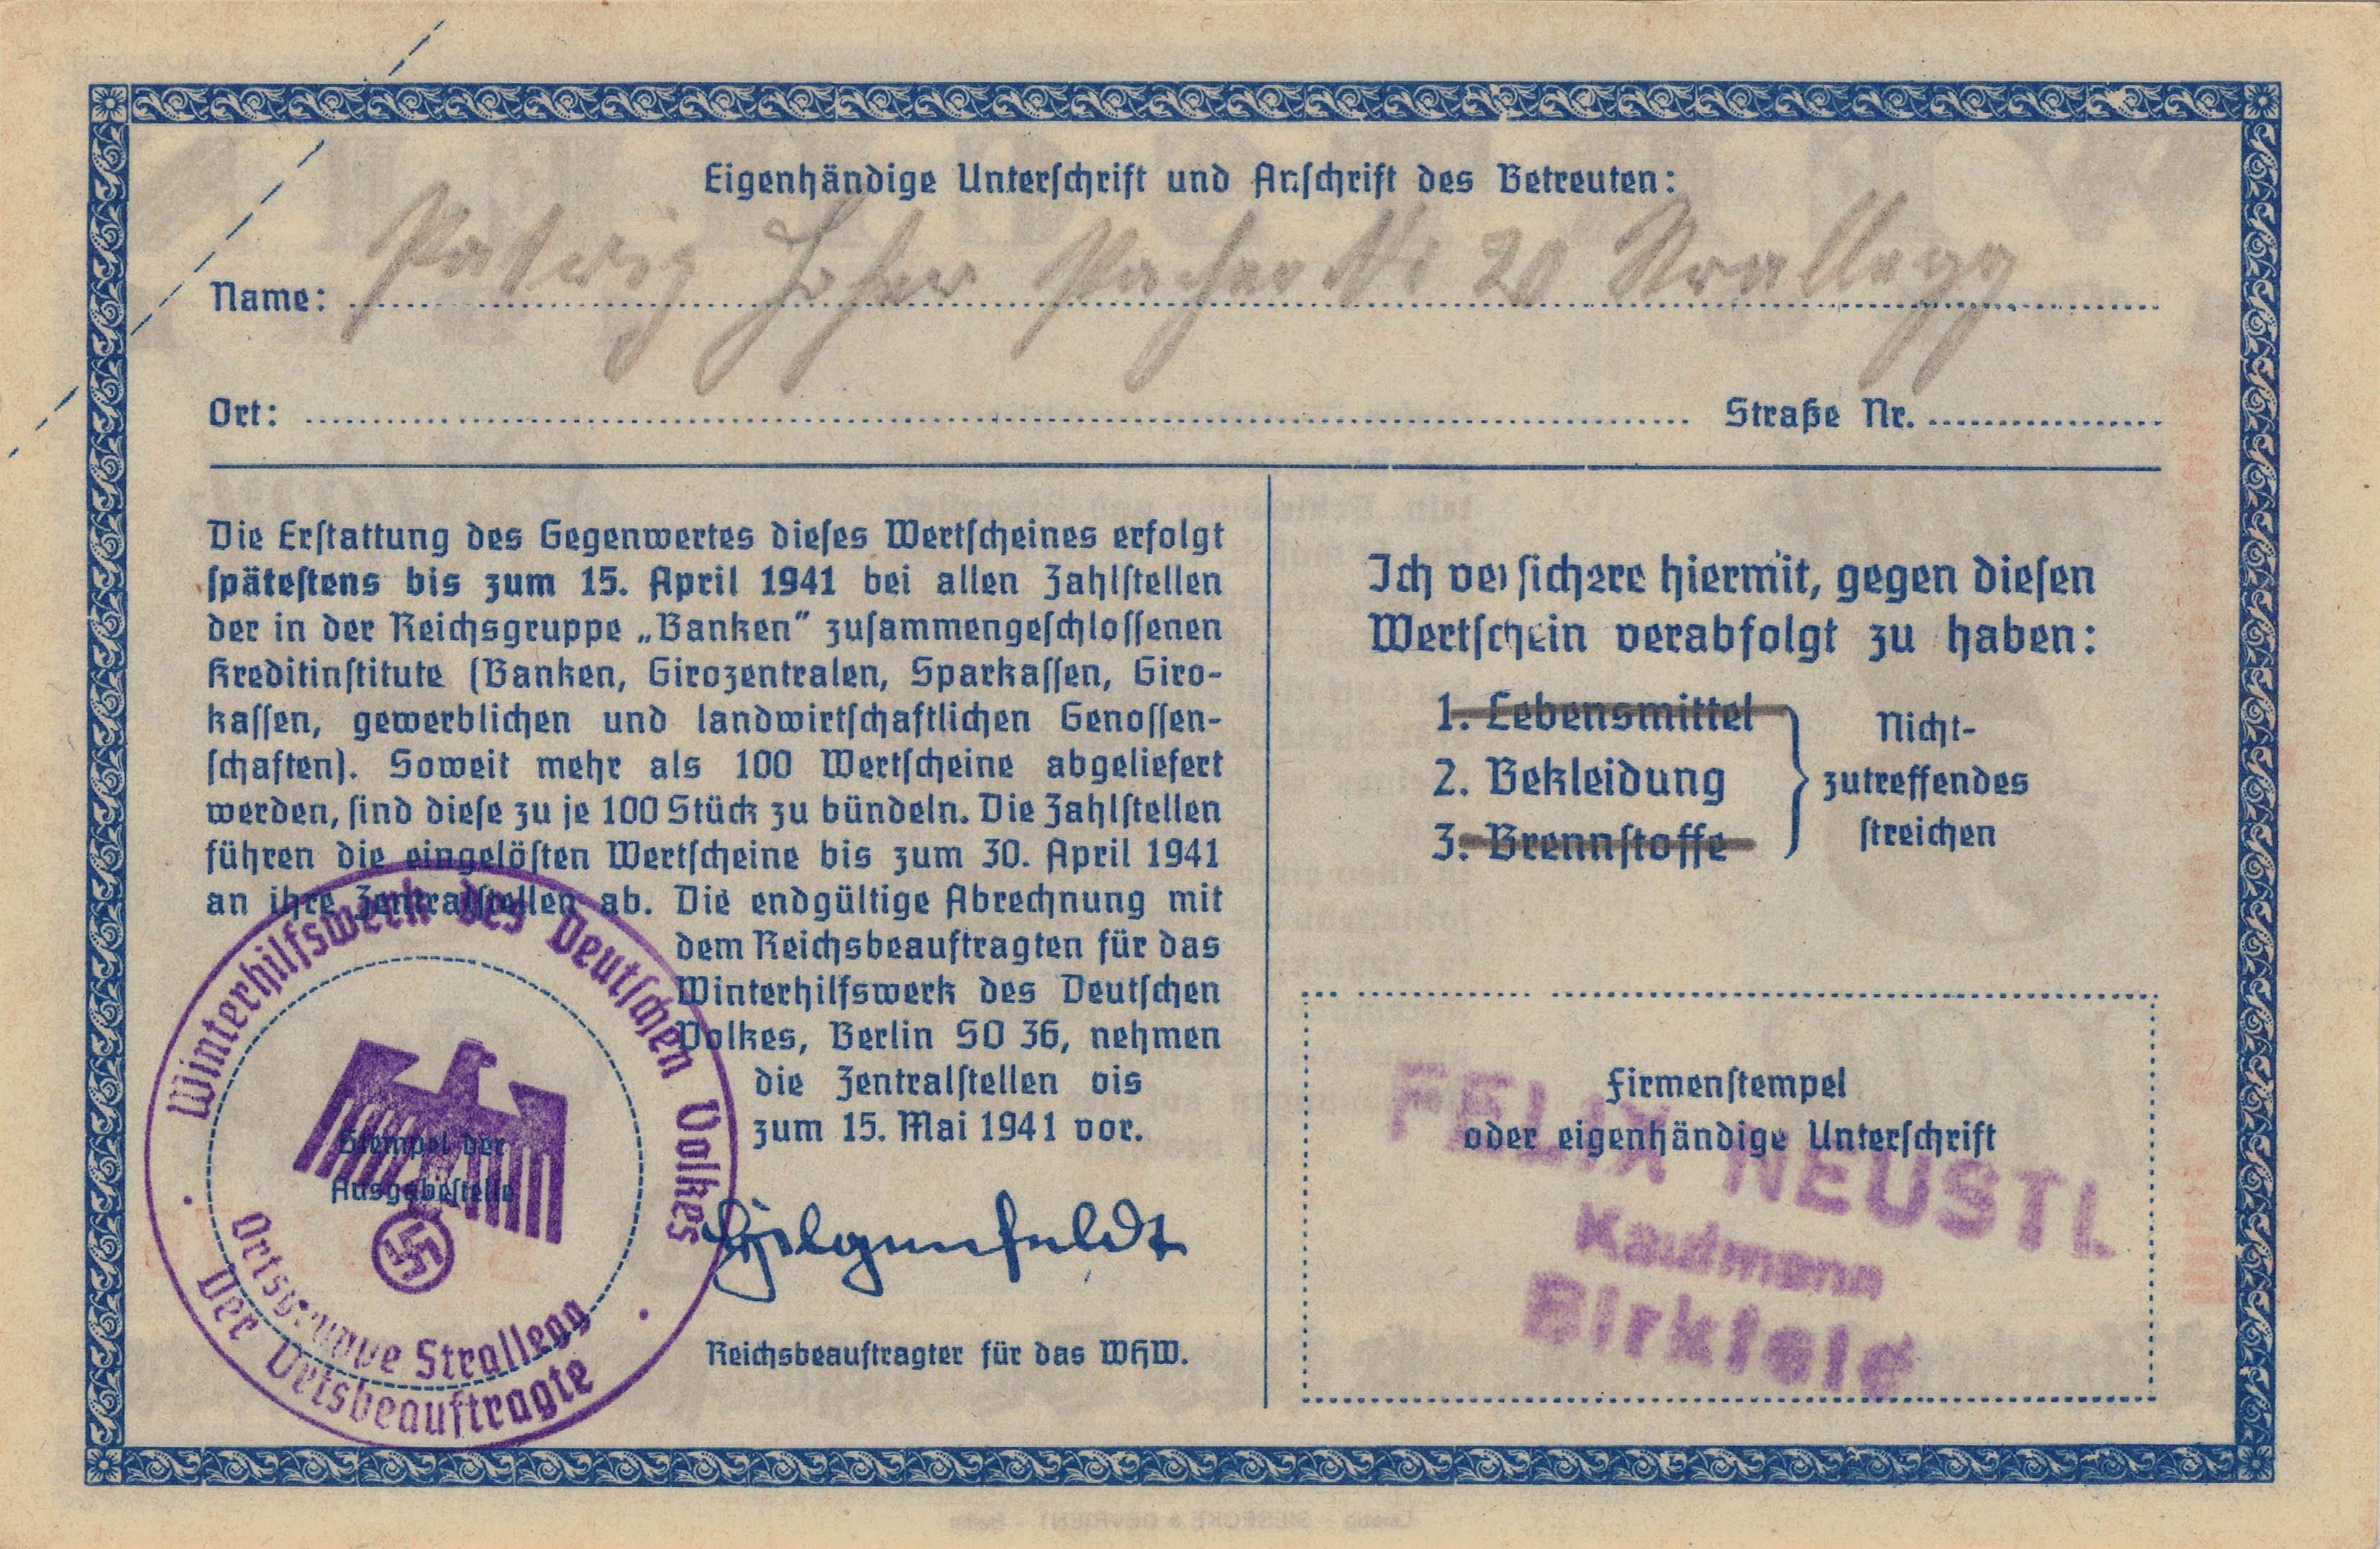 Eigenhändige Unterschrift und Anschrift des Betreuten:
Name: Hofer Pacher Nr 20 Strallegg
Ort: Straße Nr.
Die Erstattung des Gegenwertes dieses Wertscheines erfolgt
spätestens bis zum 15. April 1941 bei allen Zahlstellen
der in der Reichsgruppe „Banken" zusammengeschlossenen
Kreditinstitute (Banken, Girozentralen, Sparkassen, Giro-
kassen, gewerblichen und landwirtschaftlichen Genossen-
schaften). Soweit mehr als 100 Wertscheine abgeliefert
werden, sind diese zu je 100 Stück zu bündeln. Die Zahlstellen
führen die eingelösten Wertscheine bis zum 30. April 1941
an ihre Zentralstellen ab. Die endgültige Abrechnung mit
dem Reichsbeauftragten für das
Winterhilfswerk des Deutschen
Volkes, Berlin SO 36, nehmen
die Zentralstellen bis
zum 15. Mai 1941 vor.
Hilgenfeldt
Reichsbeauftragter für das WHW.
Winterhilfswerk des Deutschen Volkes
Stempel der
Ausgabestelle
Ortsgruppe Strallegg
Der Ortsbeauftragte
Ich versichere hiermit, gegen diesen
Wertschein verabfolgt zu haben:
1. Lebensmittel
2. Bekleidung
3. Brennstoffe
Nicht-
zutreffendes
streichen
Firmenstempel
oder eigenhändige Unterschrift
FELIX NEUSTL
Kaufmann
Birkfeld